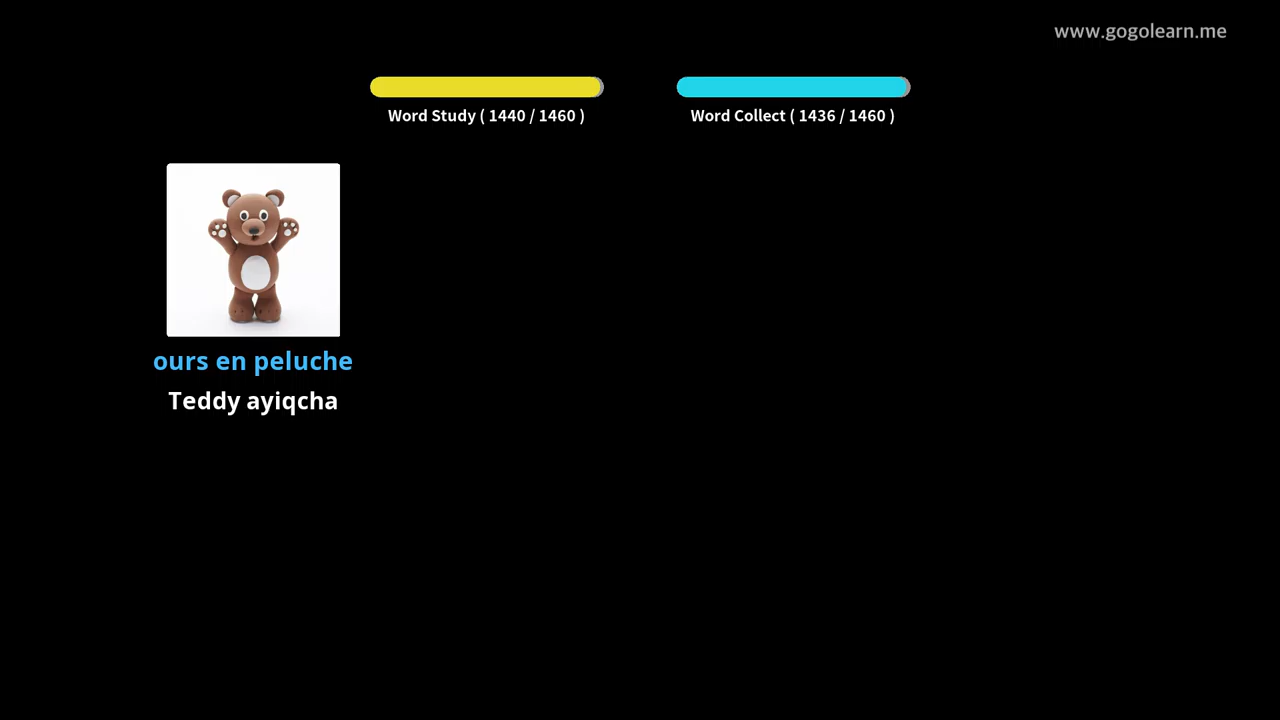 www.gogolearn.me
Word Study ( 1440 / 1460 )
Word Collect ( 1436 / 1460 )
ours en peluche
Teddy ayiqcha